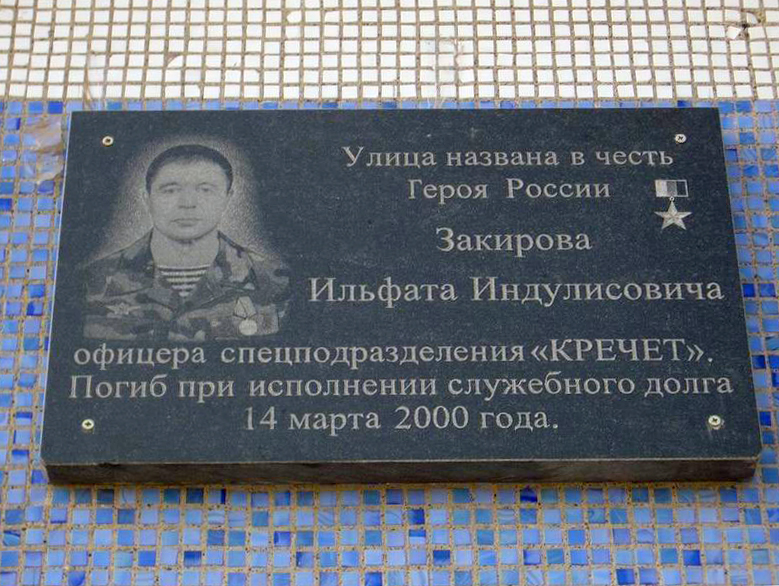 Улица названа в честь
Героя России
Закирова
Ильфата Индулисовича
офицера спецподразделения «КРЕЧЕТ».
Погиб при исполнении служебного долга
14 марта 2000 года.